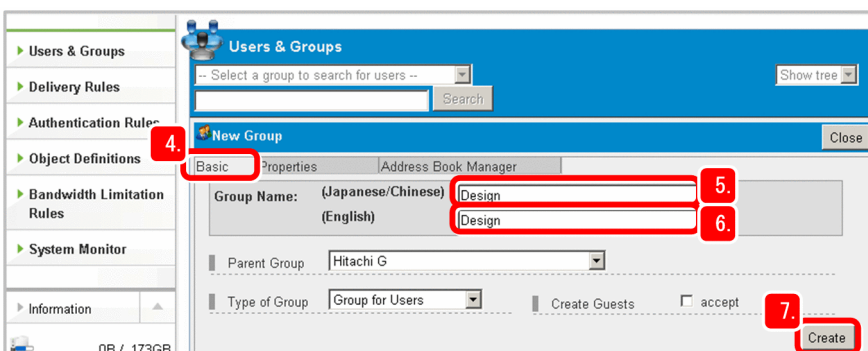 Users & Groups
Delivery Rules
Authentication Rules
Object Definitions
Bandwidth Limitation
Rules
System Monitor
Information
0B / 173GB
Users & Groups
-- Select a group to search for users --
Show tree
Search
New Group
Close
4.
Basic
Properties
Address Book Manager
Group Name:
(Japanese/Chinese)
Design
5.
(English)
Design
6.
Parent Group
Hitachi G
Type of Group
Group for Users
Create Guests
accept
7.
Create